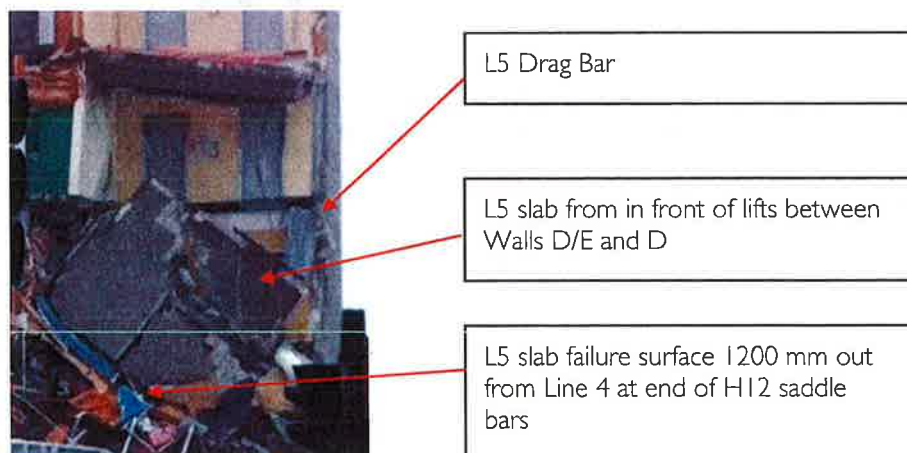 L5 Drag Bar
L5 slab from in front of lifts between
Walls D/E and D
L5 slab failure surface 1200 mm out
from Line 4 at end of H12 saddle
bars